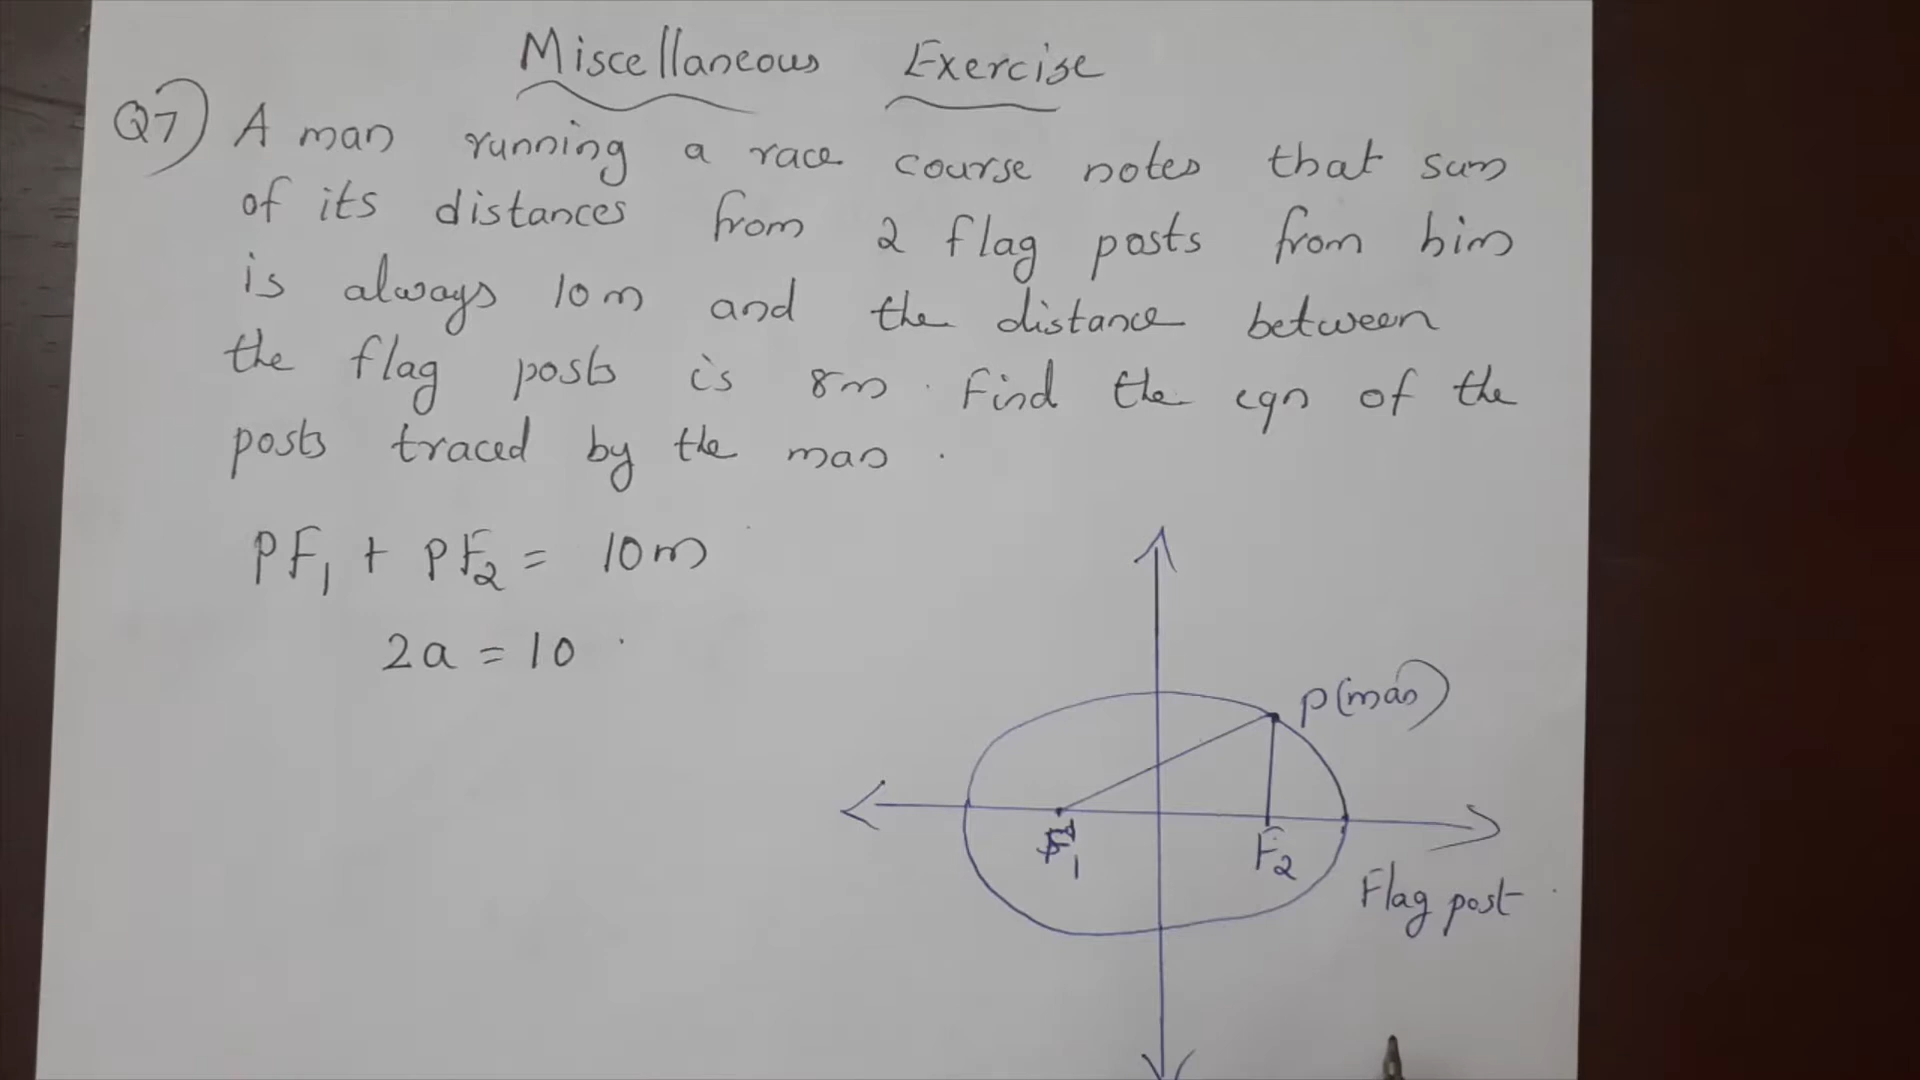 Miscellaneous Exercise
Q7) A man running a race course notes that sum
of its distances from 2 flag posts from him
is always 10m and the distance between
the flag posts is 8m. Find the eqn of the
posts traced by the man.
PF1 + PF2 = 10m
2a = 10
P(man)
F1
F2
Flag post